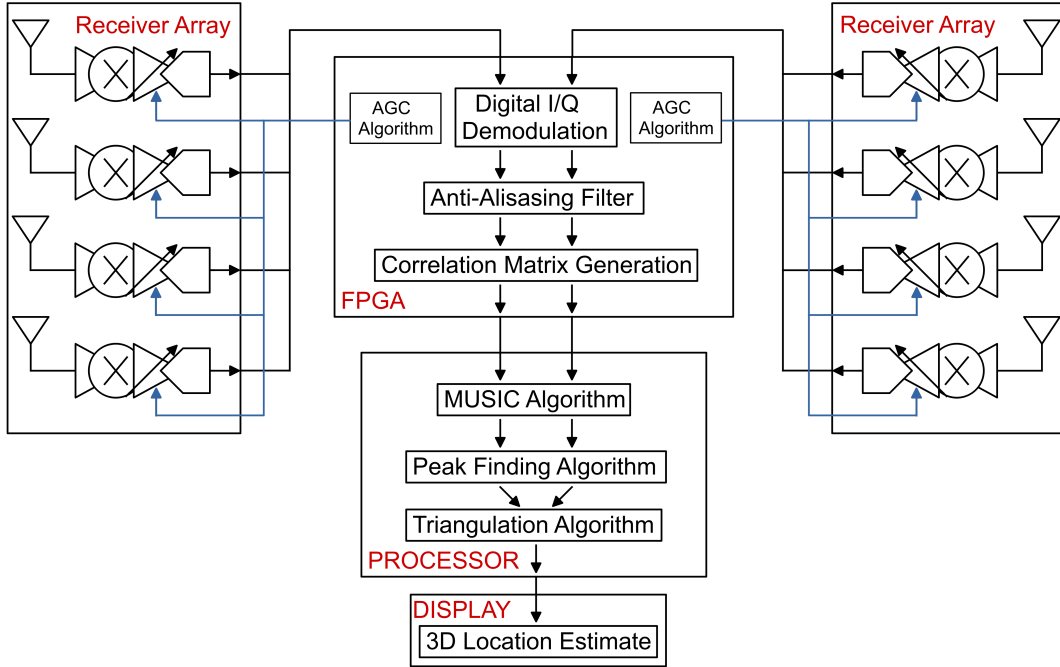 Receiver Array
Receiver Array
AGC
Algorithm
Digital I/Q
Demodulation
AGC
Algorithm
Anti-Alisasing Filter
Correlation Matrix Generation
FPGA
MUSIC Algorithm
Peak Finding Algorithm
Triangulation Algorithm
PROCESSOR
DISPLAY
3D Location Estimate